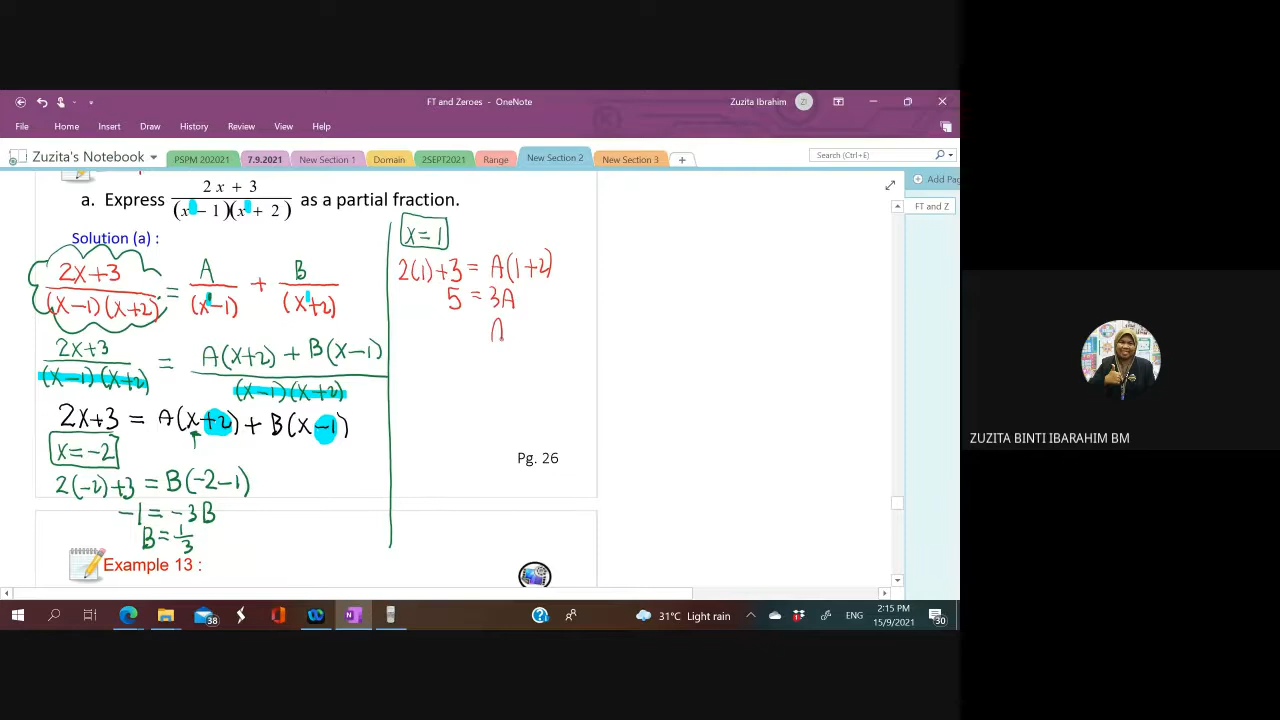 FT and Zeroes - OneNote
Zuzita Ibrahim
ZI
File Home Insert Draw History Review View Help
Zuzita's Notebook
PSPM 202021
7.9.2021
New Section 1
Domain
2SEPT2021
Range
New Section 2
New Section 3
+
Search (Ctrl+E)
Add Pag
FT and Z
a. Express (2x + 3)/((x - 1)(x + 2)) as a partial fraction.
Solution (a) :
(2x+3)/((x-1)(x+2)) = A/(x-1) + B/(x+2)
(2x+3)/((x-1)(x+2)) = (A(x+2) + B(x-1))/((x-1)(x+2))
2x+3 = A(x+2) + B(x-1)
x=-2
2(-2)+3 = B(-2-1)
-1 = -3B
B = 1/3
x=1
2(1)+3 = A(1+2)
5 = 3A
Pg. 26
Example 13 :
ZUZITA BINTI IBARAHIM BM
38
31°C Light rain
ENG
2:15 PM
15/9/2021
30